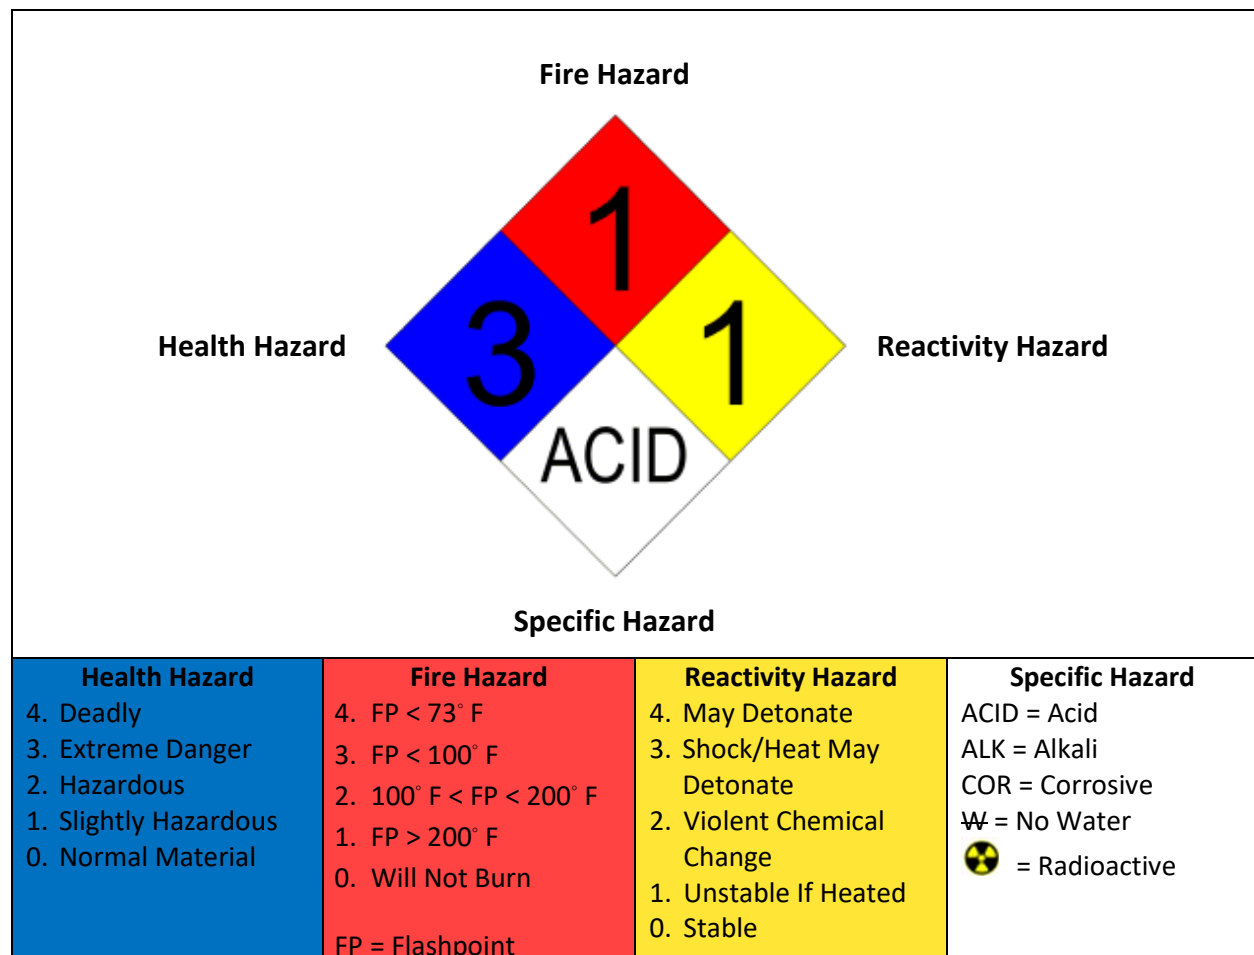 Fire Hazard
1
Health Hazard
3
1
Reactivity Hazard
ACID
Specific Hazard
Health Hazard
4. Deadly
3. Extreme Danger
2. Hazardous
1. Slightly Hazardous
0. Normal Material
Fire Hazard
4. FP < 73° F
3. FP < 100° F
2. 100° F < FP < 200° F
1. FP > 200° F
0. Will Not Burn
FP = Flashpoint
Reactivity Hazard
4. May Detonate
3. Shock/Heat May
Detonate
2. Violent Chemical
Change
1. Unstable If Heated
0. Stable
Specific Hazard
ACID = Acid
ALK = Alkali
COR = Corrosive
W̶ = No Water
= Radioactive